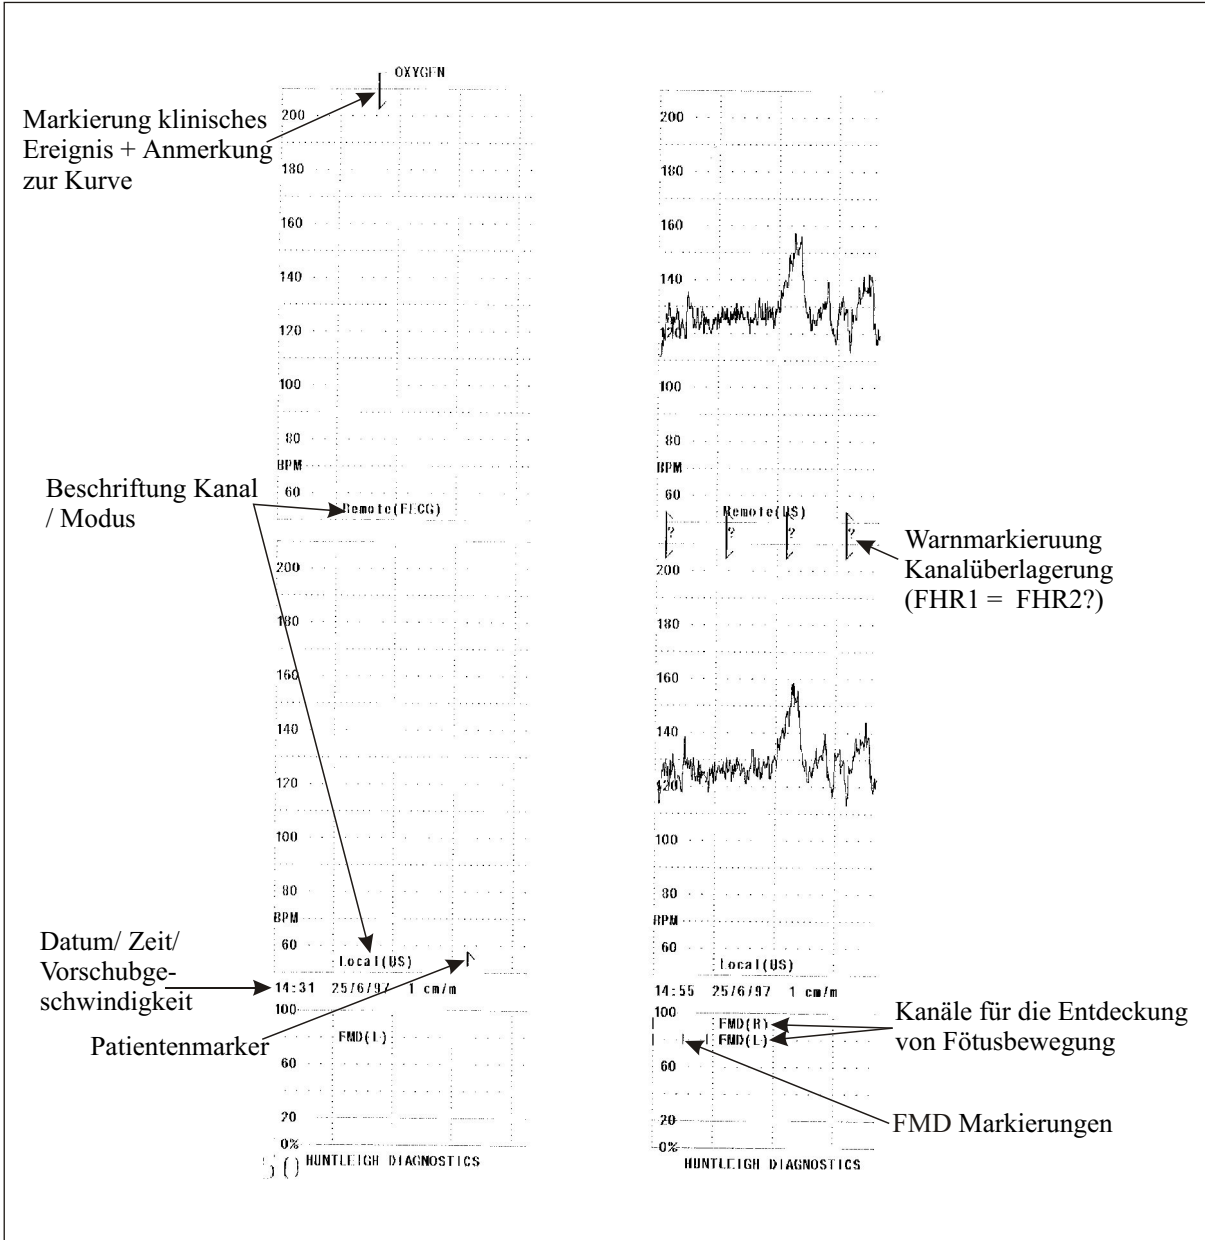 OXYGEN
Markierung klinisches
Ereignis + Anmerkung
zur Kurve
200
180
160
140
120
100
80
BPM
60
Remote(FECG)
Beschriftung Kanal
/ Modus
200
180
160
140
120
100
80
BPM
60
Local(US)
Datum/ Zeit/
Vorschubge-
schwindigkeit
14:31 25/6/97 1 cm/m
Patientenmarker
100
FMD(L)
60
20
0%
HUNTLEIGH DIAGNOSTICS
200
180
160
140
120
100
80
BPM
60
Remote(US)
? ? ? ?
Warnmarkieruung
Kanalüberlagerung
(FHR1 = FHR2?)
200
180
160
140
120
100
80
BPM
60
Local(US)
14:55 25/6/97 1 cm/m
100
FMD(R)
FMD(L)
Kanäle für die Entdeckung
von Fötusbewegung
60
20
FMD Markierungen
0%
HUNTLEIGH DIAGNOSTICS